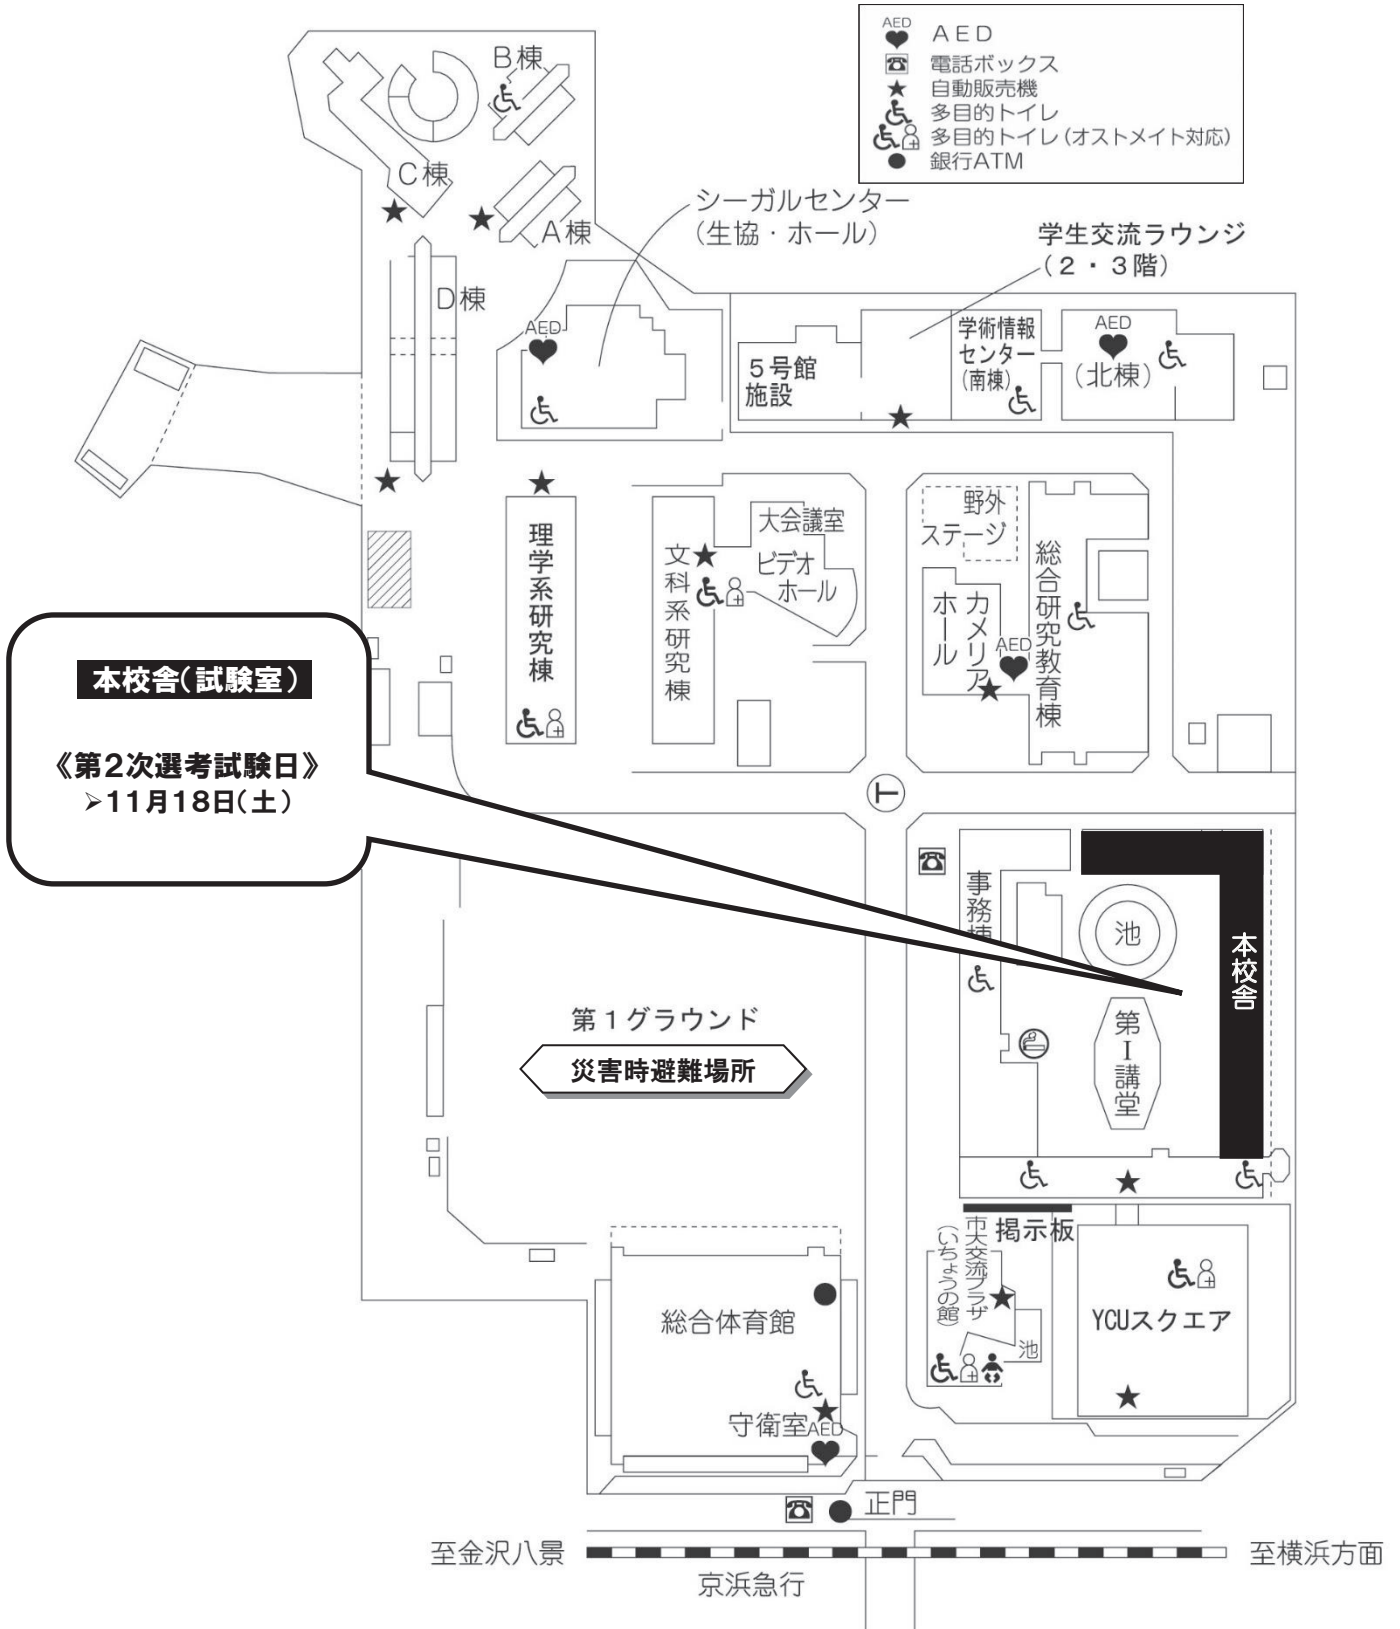 AED
AED
電話ボックス
自動販売機
多目的トイレ
多目的トイレ(オストメイト対応)
銀行ATM
B棟
C棟
A棟
D棟
シーガルセンター
(生協・ホール)
学生交流ラウンジ
(2・3階)
AED
5号館
施設
学術情報
センター
(南棟)
AED
(北棟)
理学系研究棟
文科系研究棟
大会議室
ビデオ
ホール
野外
ステージ
カメリア
ホール
AED
総合研究教育棟
本校舎(試験室)
《第2次選考試験日》
➢11月18日(土)
T
事務棟
池
本校舎
第Ⅰ講堂
第1グラウンド
災害時避難場所
掲示板
市大交流プラザ
(いちょうの館)
池
YCUスクエア
総合体育館
守衛室
AED
正門
至金沢八景
京浜急行
至横浜方面